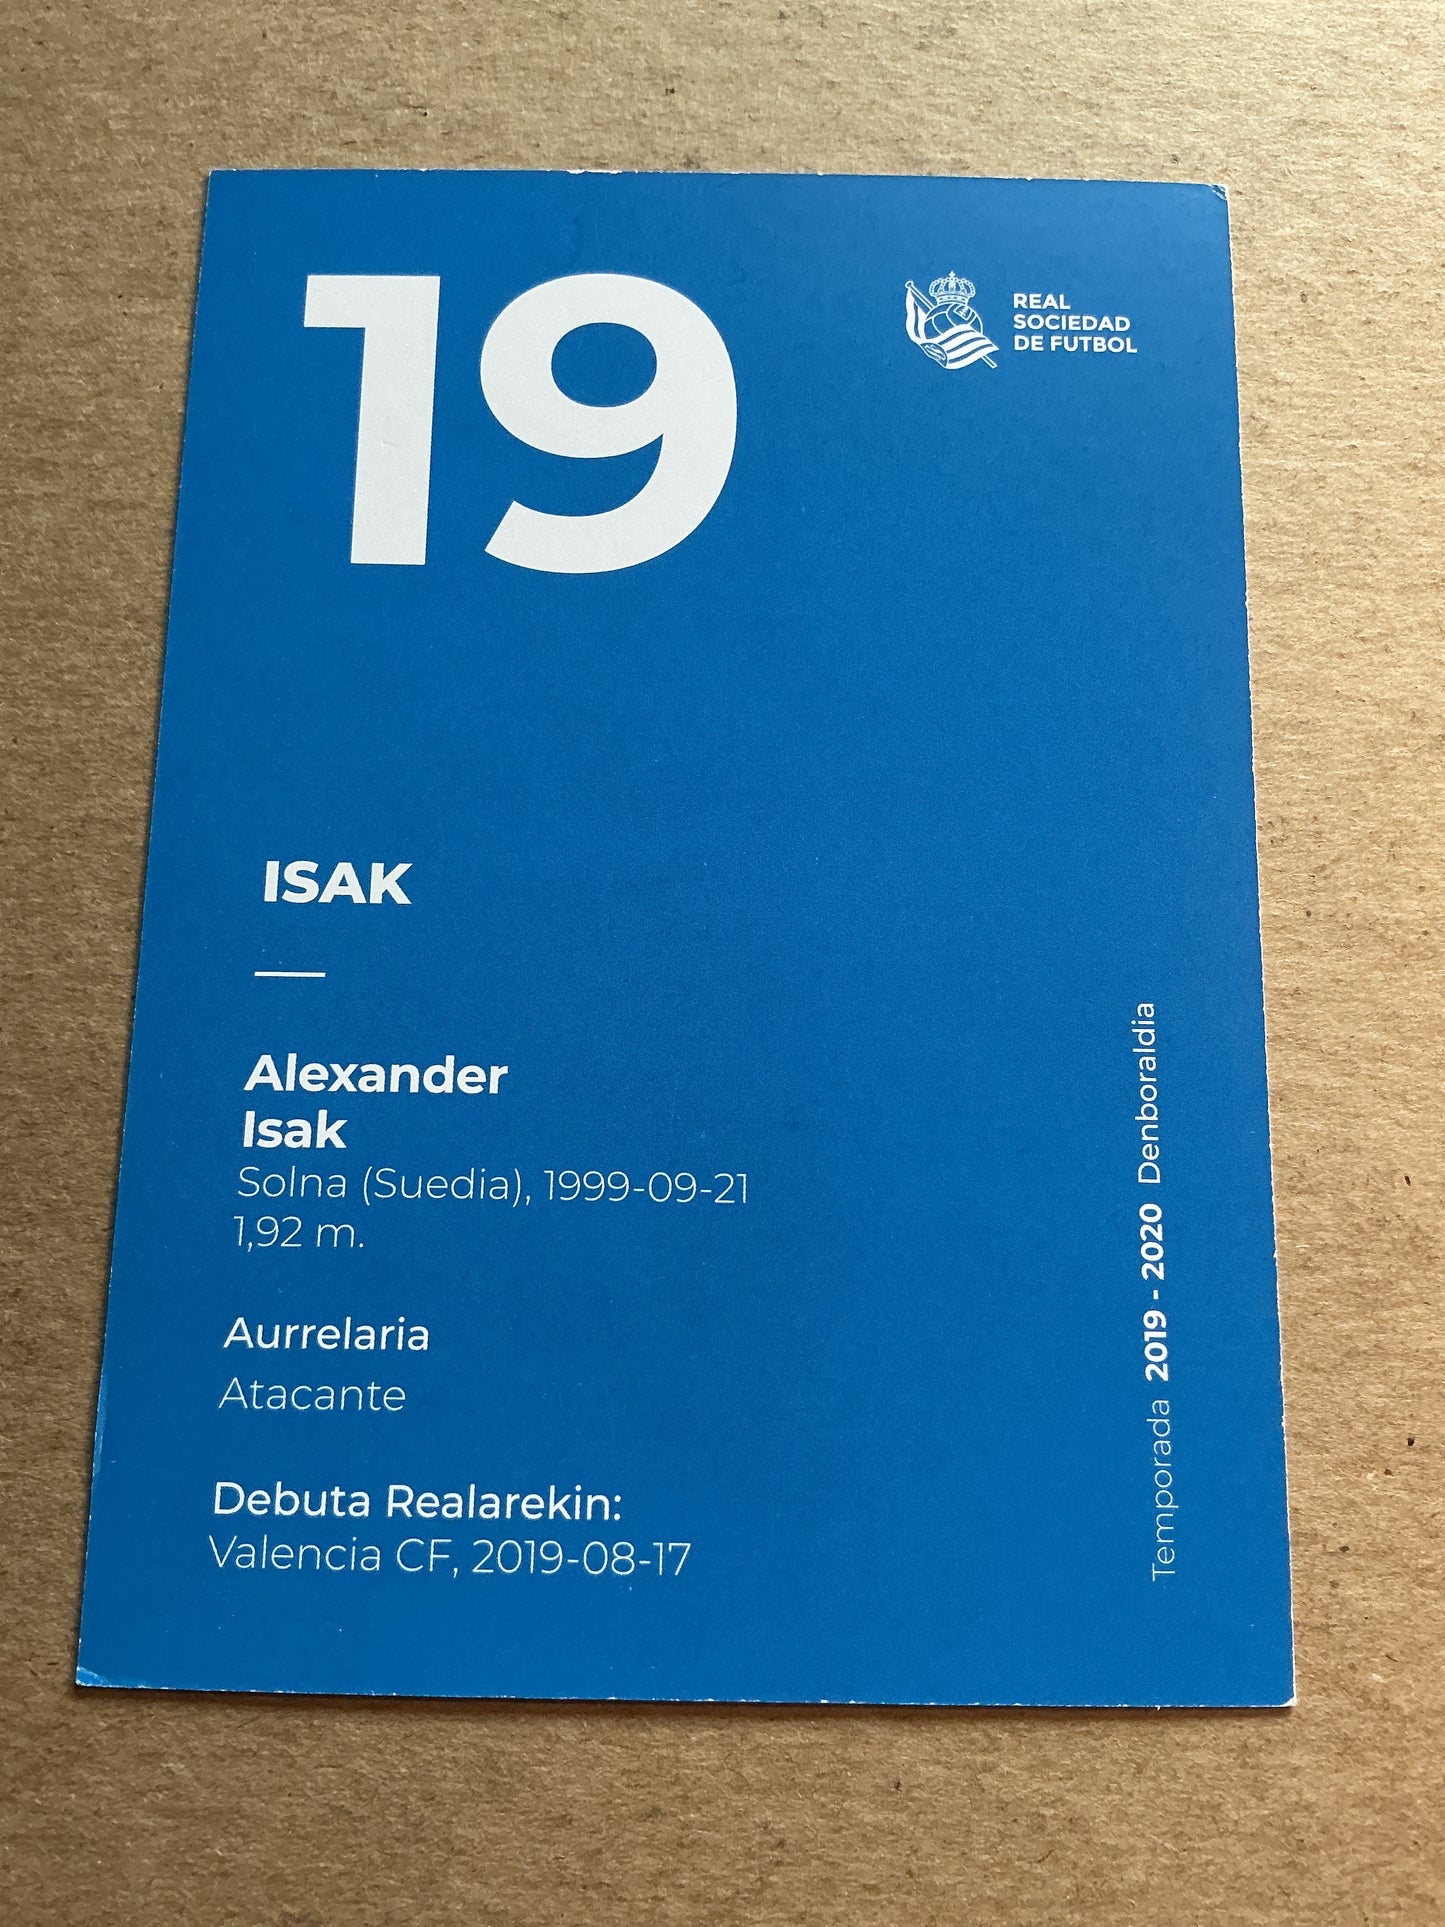 19
REAL
SOCIEDAD
DE FUTBOL
ISAK
Alexander
Isak
Solna (Suedia), 1999-09-21
1,92 m.
Aurrelaria
Atacante
Debuta Realarekin:
Valencia CF, 2019-08-17
Temporada 2019 - 2020 Denboraldia